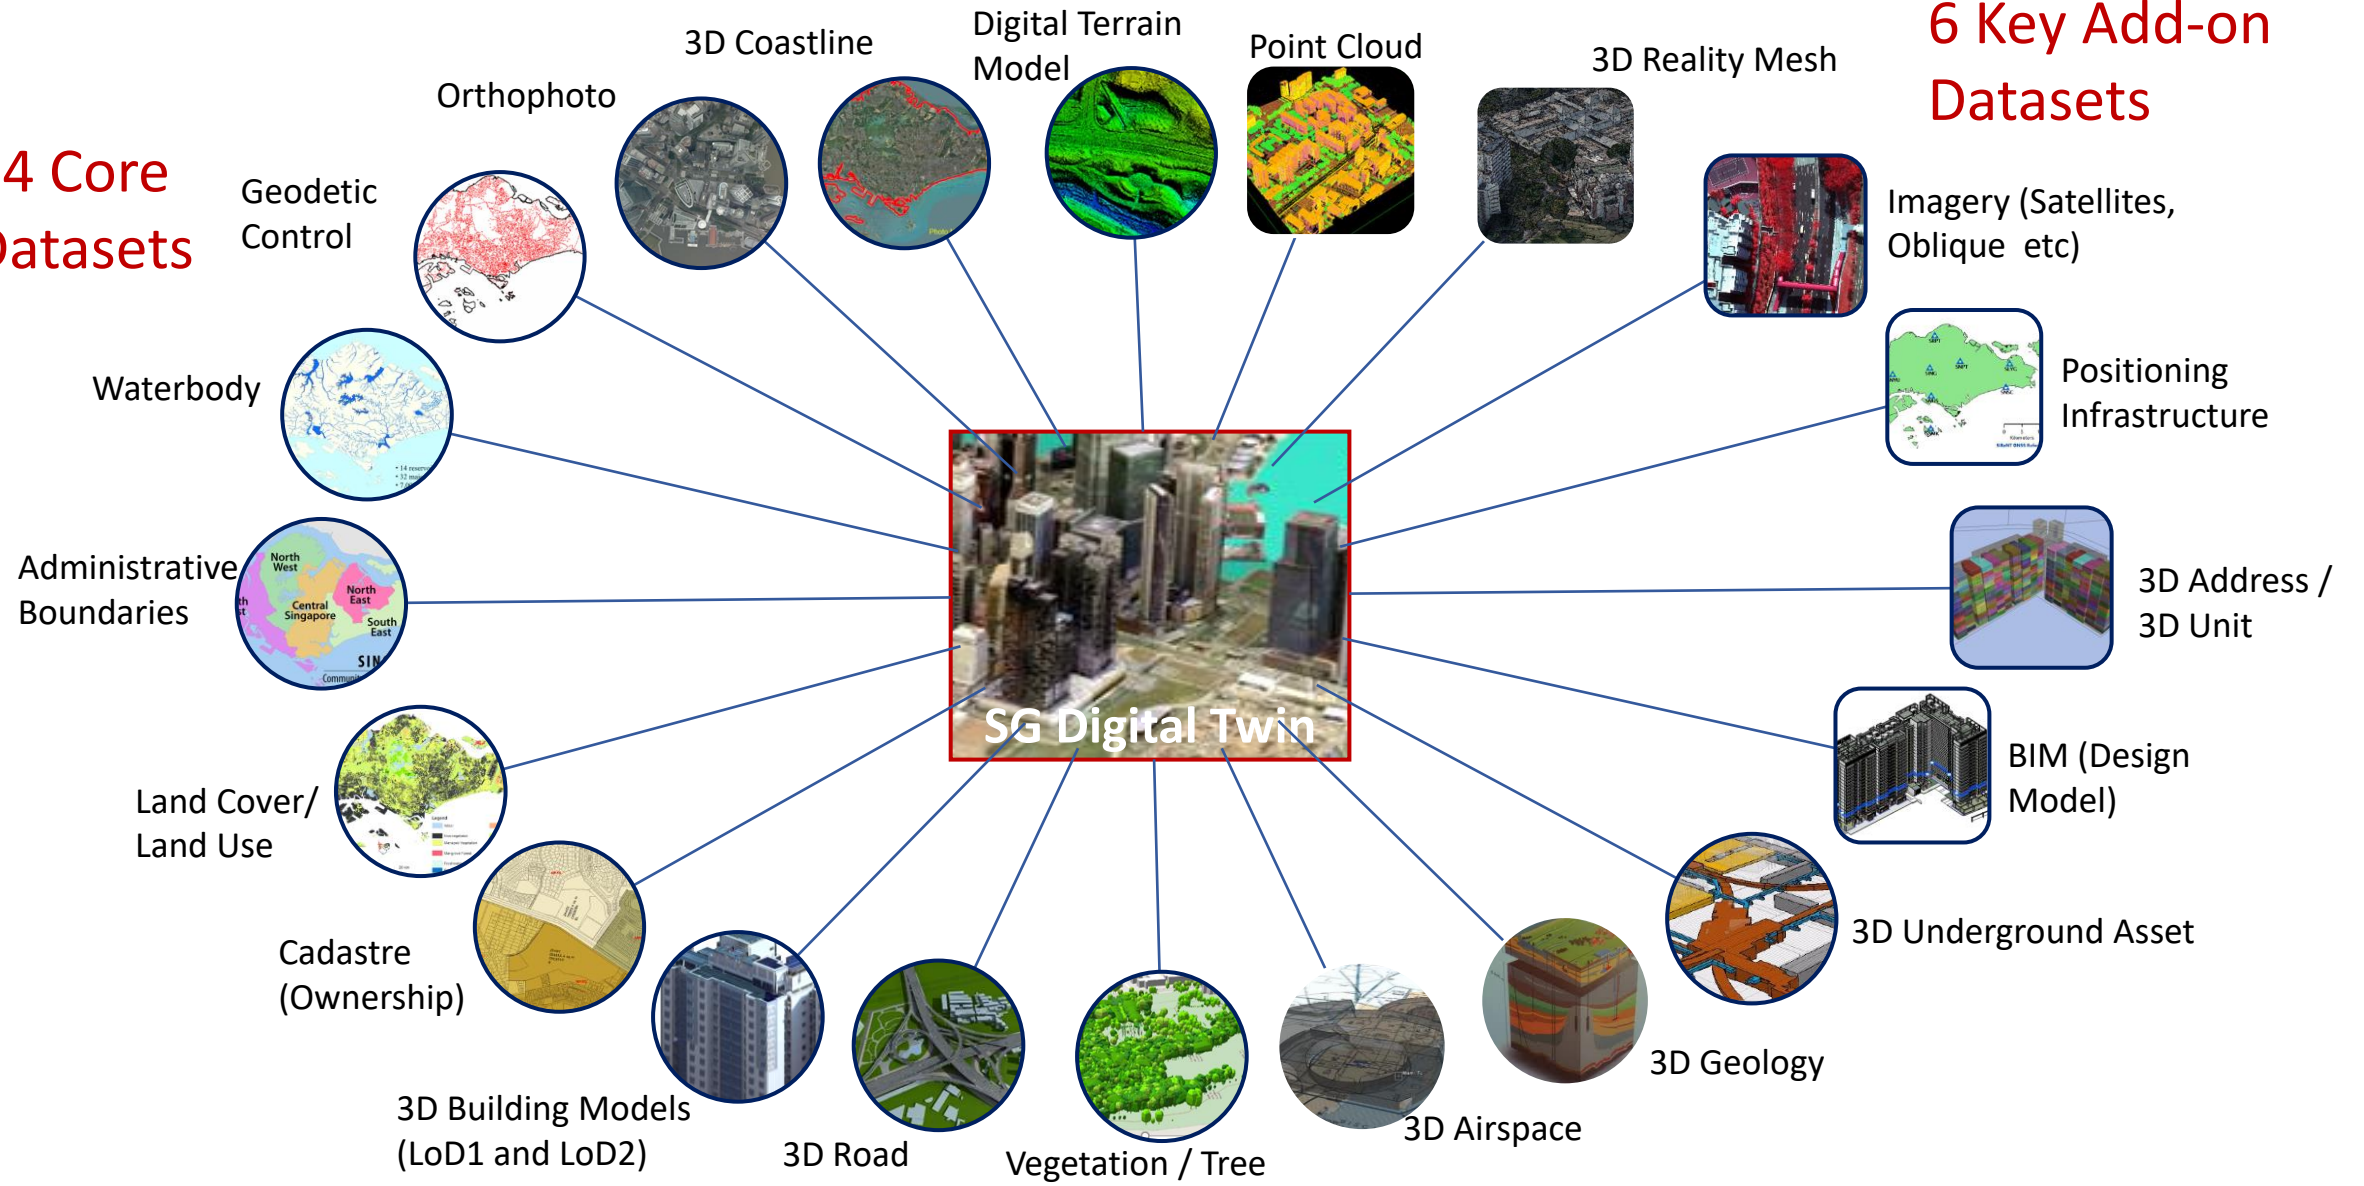 6 Key Add-on
Datasets
4 Core
Datasets
Digital Terrain
Model
3D Coastline
Point Cloud
3D Reality Mesh
Orthophoto
Geodetic
Control
Imagery (Satellites,
Oblique etc)
Waterbody
Positioning
Infrastructure
Administrative
Boundaries
North
West
Central
Singapore
North
East
South
East
SIN
3D Address /
3D Unit
SG Digital Twin
BIM (Design
Model)
Land Cover/
Land Use
Legend
Cadastre
(Ownership)
3D Underground Asset
3D Geology
3D Building Models
(LoD1 and LoD2)
3D Road
Vegetation / Tree
3D Airspace